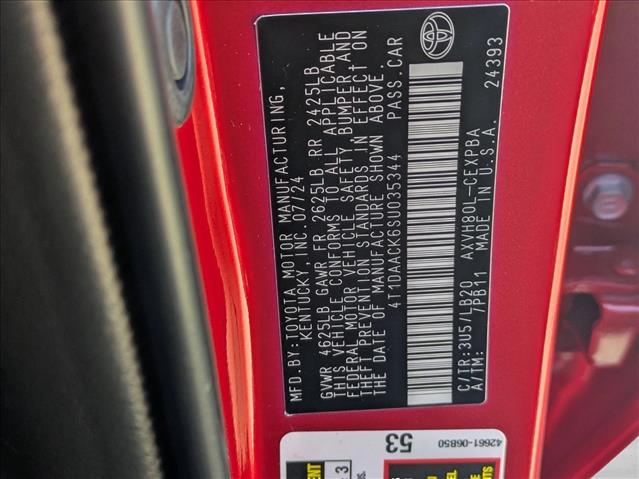 MFD.BY:TOYOTA MOTOR MANUFACTURING,
KENTUCKY, INC. 07/24
GVWR 4625LB GAWR FR 2625LB RR 2425LB
THIS VEHICLE CONFORMS TO ALL APPLICABLE
FEDERAL MOTOR VEHICLE SAFETY BUMPER AND
THEFT PREVENTION STANDARDS IN EFFECT ON
THE DATE OF MANUFACTURE SHOWN ABOVE.
4T1DAACK6SU035344 PASS.CAR
C/TR:3U5/LB20 AXVH80L-CEXPBA
A/TM: /PB11 MADE IN U.S.A. 24393
53
42661-06B50
3